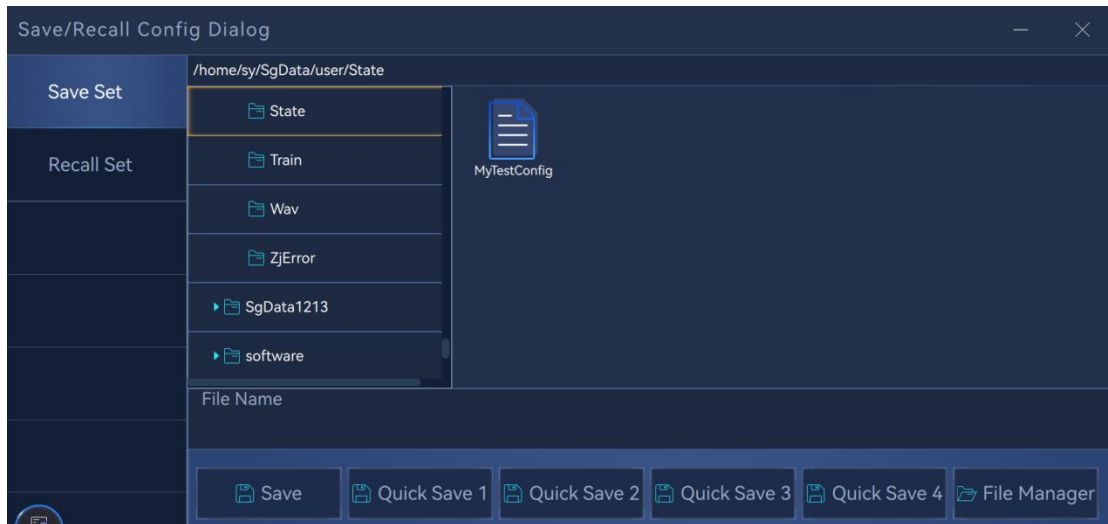 Save/Recall Config Dialog
Save Set
Recall Set
/home/sy/SgData/user/State
State
Train
Wav
ZjError
SgData1213
software
MyTestConfig
File Name
Save
Quick Save 1
Quick Save 2
Quick Save 3
Quick Save 4
File Manager